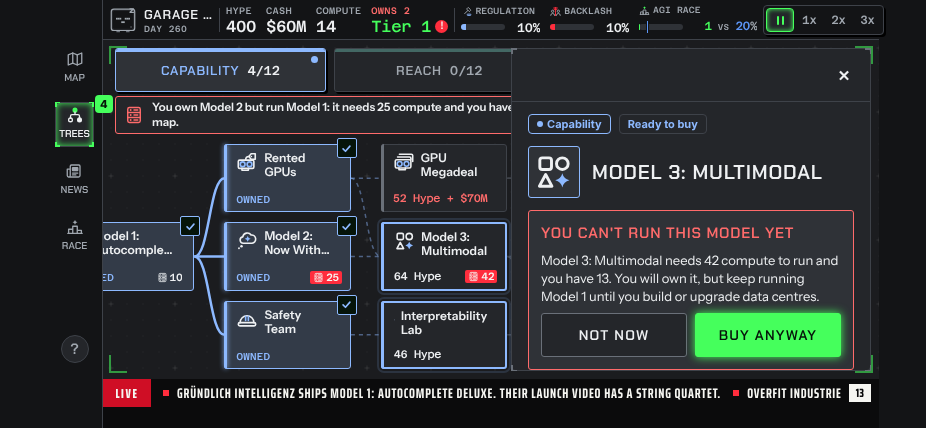 GARAGE ...
DAY 260
HYPE
400
CASH
$60M
COMPUTE
14
OWNS 2
Tier 1 !
REGULATION
10%
BACKLASH
10%
AGI RACE
1 vs 20%
1x
2x
3x
MAP
4
TREES
NEWS
RACE
?
CAPABILITY 4/12
REACH 0/12
You own Model 2 but run Model 1: it needs 25 compute and you have
map.
Rented
GPUs
OWNED
GPU
Megadeal
52 Hype + $70M
odel 1:
utocomple...
ED
10
Model 2:
Now With...
OWNED
25
Model 3:
Multimodal
64 Hype
42
Safety
Team
OWNED
Interpretability
Lab
46 Hype
Capability
Ready to buy
MODEL 3: MULTIMODAL
YOU CAN'T RUN THIS MODEL YET
Model 3: Multimodal needs 42 compute to run and
you have 13. You will own it, but keep running
Model 1 until you build or upgrade data centres.
NOT NOW
BUY ANYWAY
LIVE
GRÜNDLICH INTELLIGENZ SHIPS MODEL 1: AUTOCOMPLETE DELUXE. THEIR LAUNCH VIDEO HAS A STRING QUARTET.
OVERFIT INDUSTRIE
13